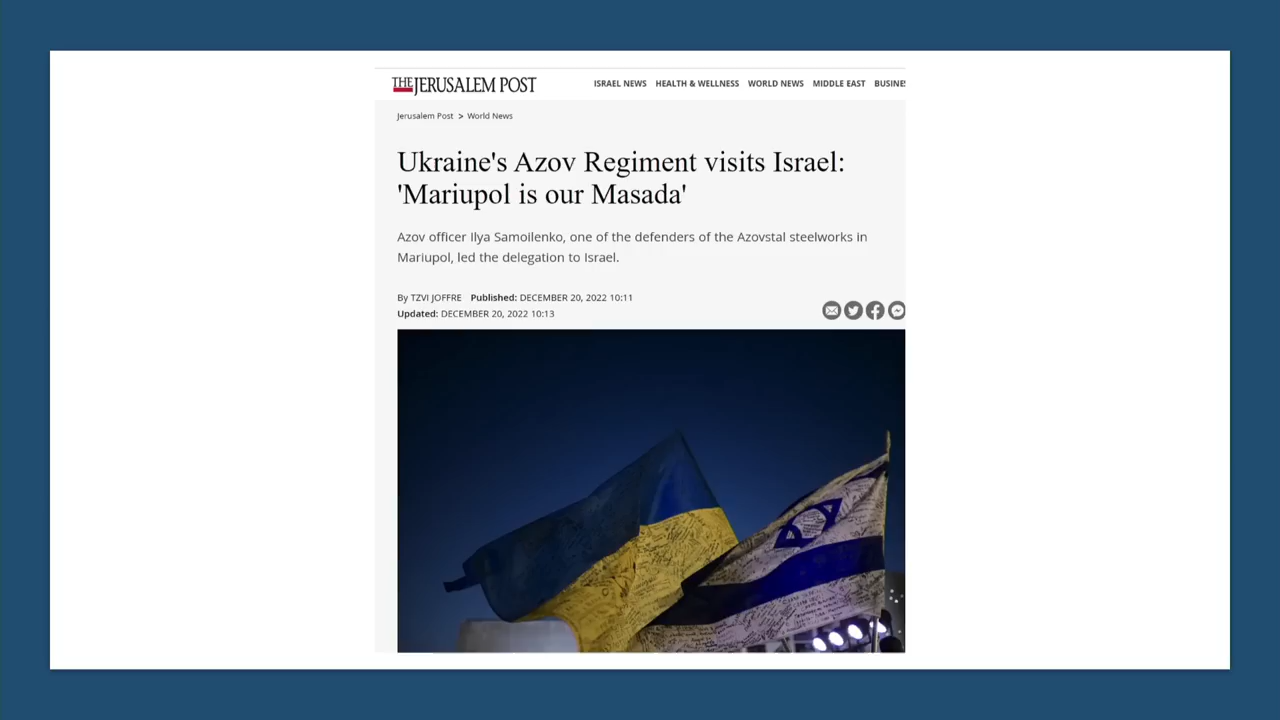 THE JERUSALEM POST
ISRAEL NEWS HEALTH & WELLNESS WORLD NEWS MIDDLE EAST BUSINES
Jerusalem Post > World News
Ukraine's Azov Regiment visits Israel:
'Mariupol is our Masada'
Azov officer Ilya Samoilenko, one of the defenders of the Azovstal steelworks in
Mariupol, led the delegation to Israel.
By TZVI JOFFRE Published: DECEMBER 20, 2022 10:11
Updated: DECEMBER 20, 2022 10:13